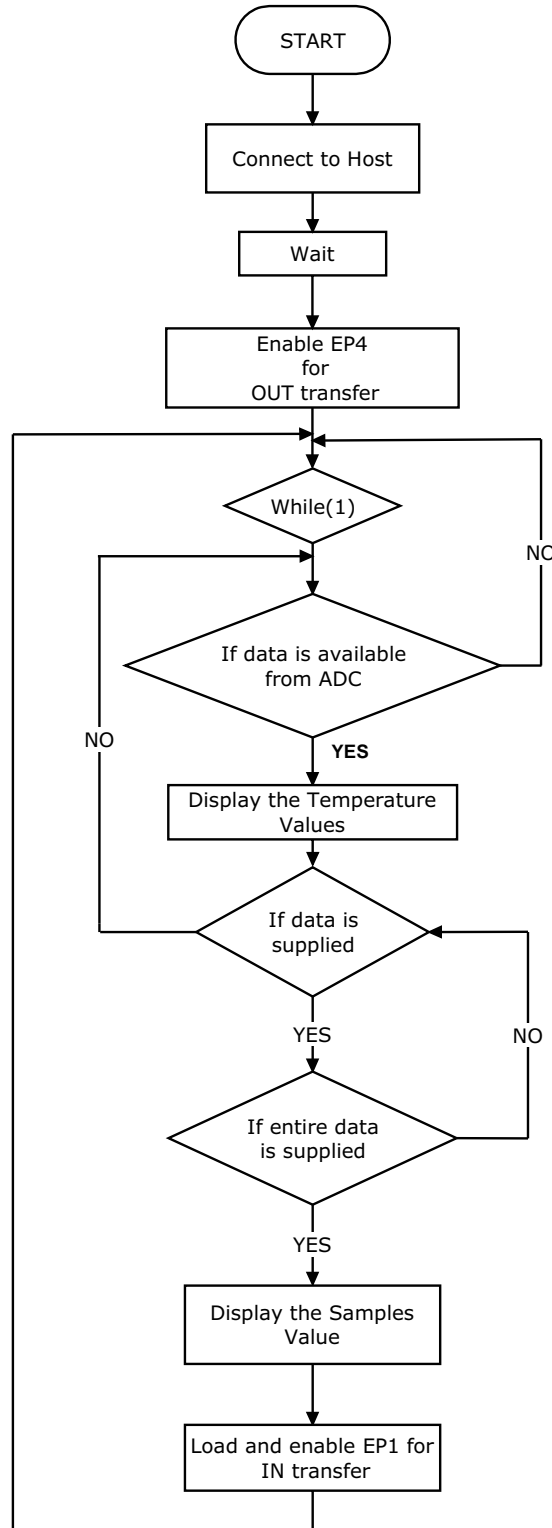 START
Connect to Host
Wait
Enable EP4
for
OUT transfer
While(1)
NO
If data is available
from ADC
NO
YES
Display the Temperature
Values
If data is
supplied
YES
NO
If entire data
is supplied
YES
Display the Samples
Value
Load and enable EP1 for
IN transfer